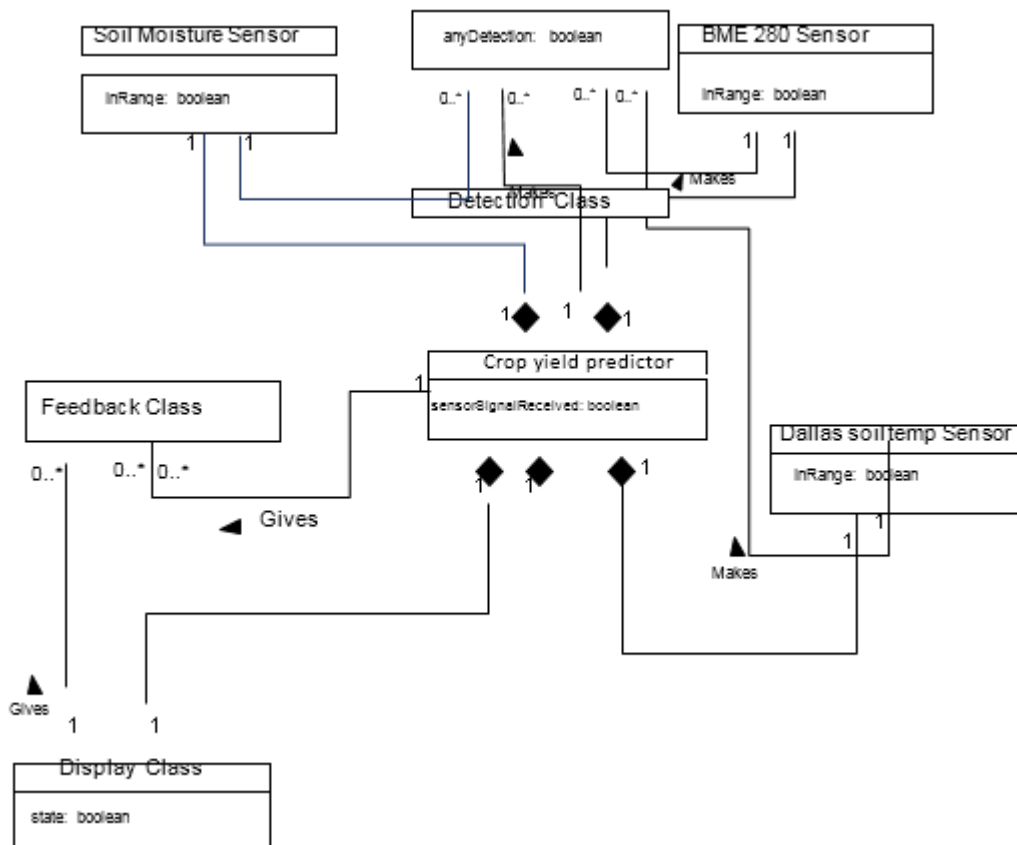 Soil Moisture Sensor
InRange: boolean
1
1
anyDetection: boolean
0..*
0..*
0..*
0..*
BME 280 Sensor
InRange: boolean
1
1
Makes
Makes
Detection Class
1
1
1
Crop yield predictor
sensorSignalReceived: boolean
1
1
1
1
Feedback Class
0..*
0..*
0..*
Gives
Dallas soil temp Sensor
InRange: boolean
1
1
Makes
Gives
1
1
Display Class
state: boolean